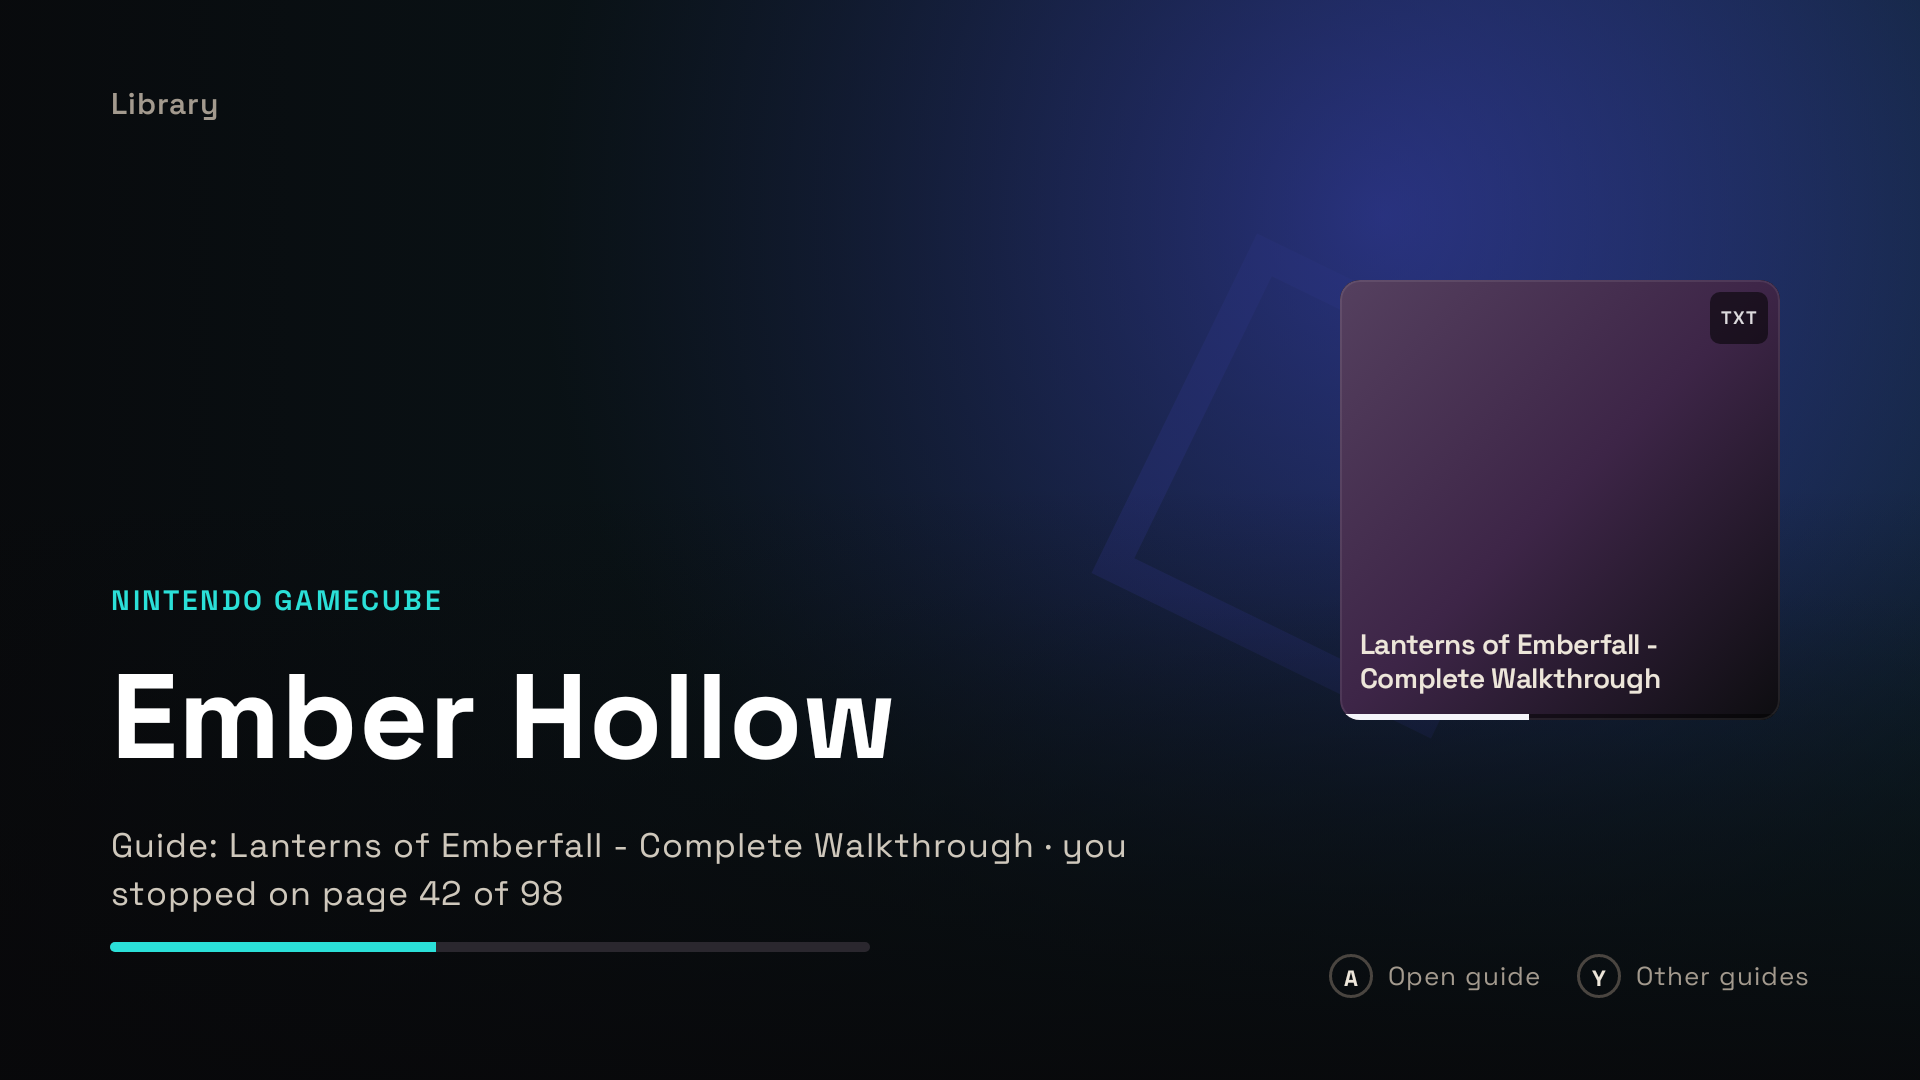 Library
TXT
Lanterns of Emberfall -
Complete Walkthrough
NINTENDO GAMECUBE
Ember Hollow
Guide: Lanterns of Emberfall - Complete Walkthrough · you
stopped on page 42 of 98
A Open guide Y Other guides